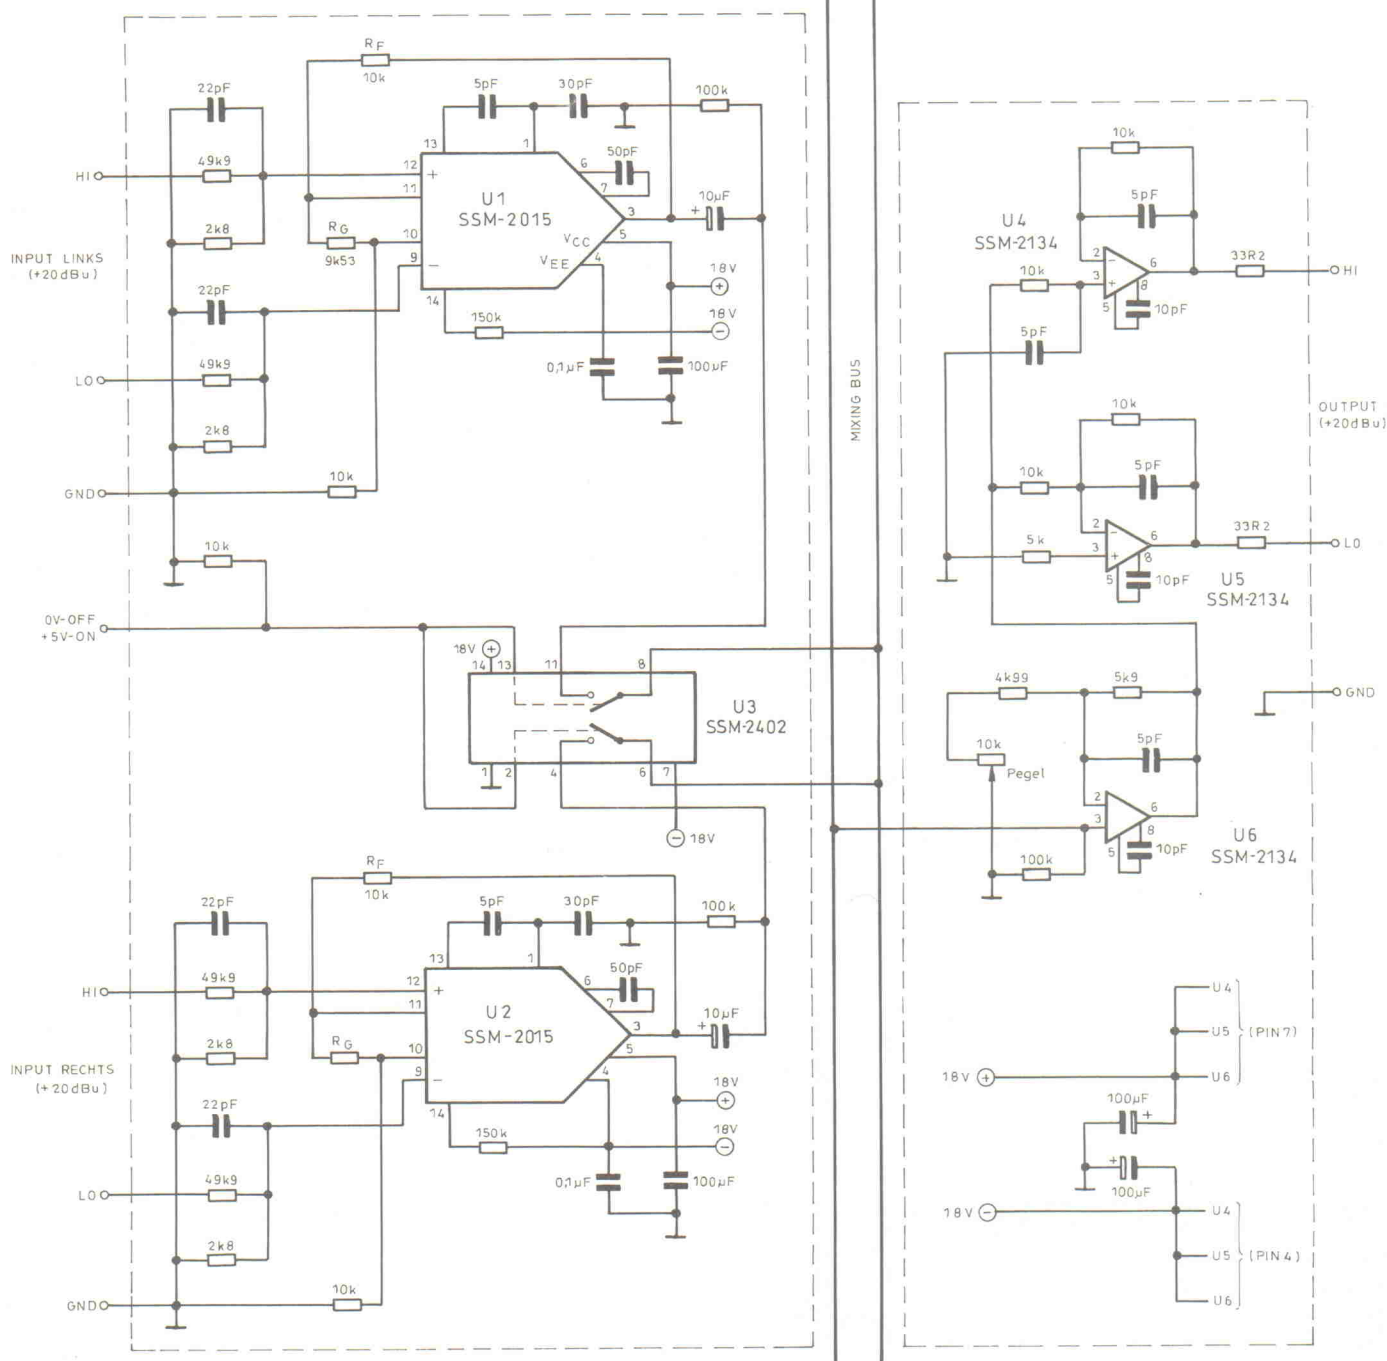 RF
10k
22pF
5pF
30pF
100k
13
1
49k9
HI
12
+
11
6
50pF
7
U1
SSM-2015
10µF
+
3
2k8
RG
9k53
10
VCC
5
VEE
4
9
−
INPUT LINKS
(+20dBu)
18V
+
22pF
14
150k
18V
−
49k9
LO
0,1µF
100µF
2k8
10k
GND
10k
0V-OFF
+5V-ON
18V
+
14
13
11
8
U3
SSM-2402
1
2
4
6
7
−
18V
RF
10k
22pF
5pF
30pF
100k
13
1
49k9
HI
12
+
11
6
50pF
7
U2
SSM-2015
10µF
+
3
2k8
RG
10
5
4
9
−
INPUT RECHTS
(+20dBu)
18V
+
22pF
14
150k
18V
−
49k9
LO
0,1µF
100µF
2k8
10k
GND
MIXING BUS
10k
5pF
U4
SSM-2134
10k
2
−
3
+
6
8
5
10pF
33R2
HI
5pF
10k
OUTPUT
(+20dBu)
10k
5pF
2
−
3
+
6
8
5
10pF
33R2
LO
5k
U5
SSM-2134
4k99
5k9
GND
10k
Pegel
5pF
2
3
6
8
5
10pF
100k
U6
SSM-2134
U4
U5
(PIN7)
18V
+
U6
100µF
+
+
100µF
18V
−
U4
U5
(PIN4)
U6